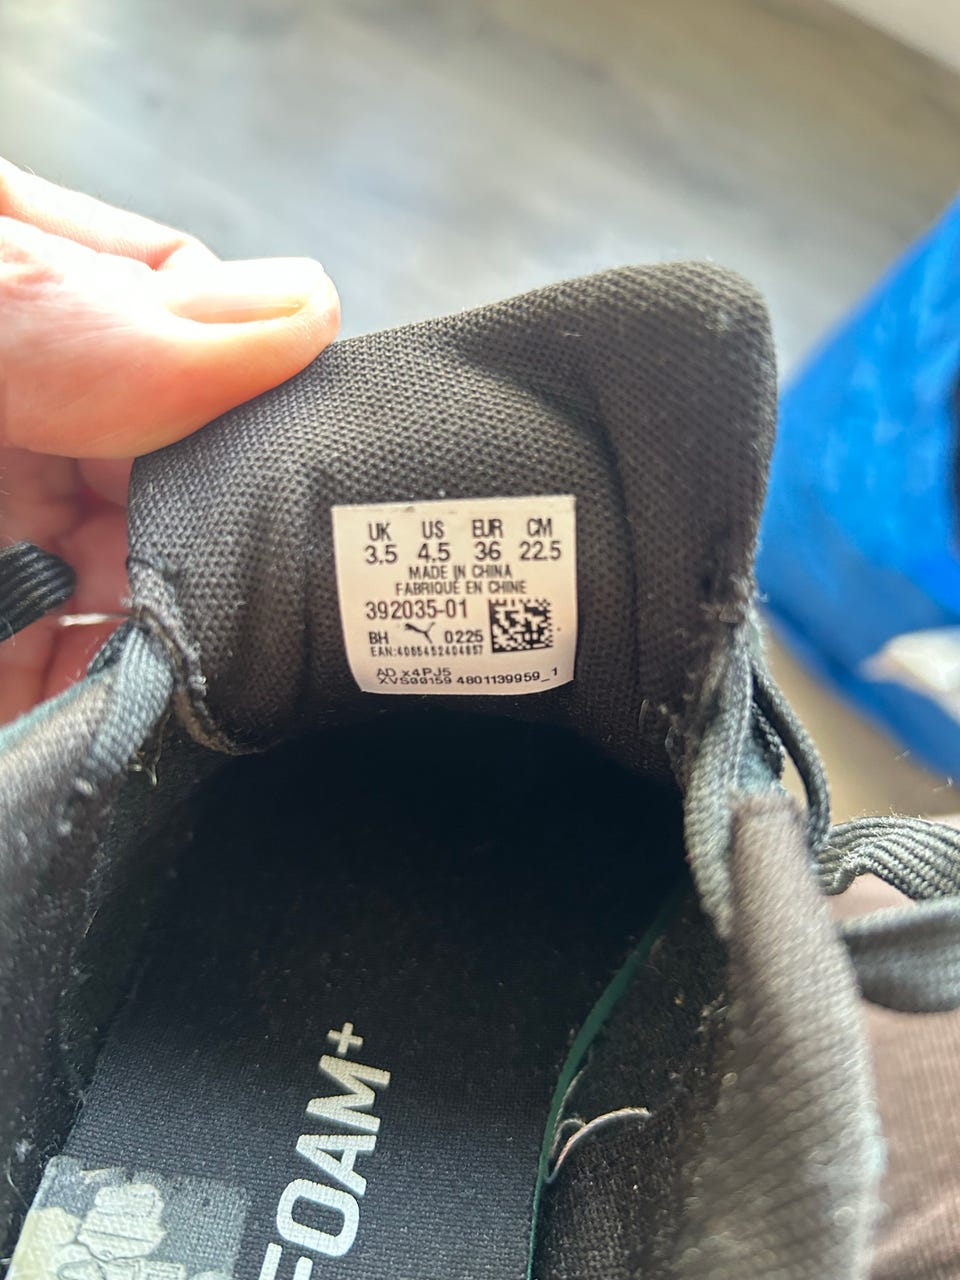 UK US EUR CM
3.5 4.5 36 22.5
MADE IN CHINA
FABRIQUÉ EN CHINE
392035-01
BH 0225
EAN:4065452404857
AD x4PJ5
XVS00159 4801139959_1
FOAM+